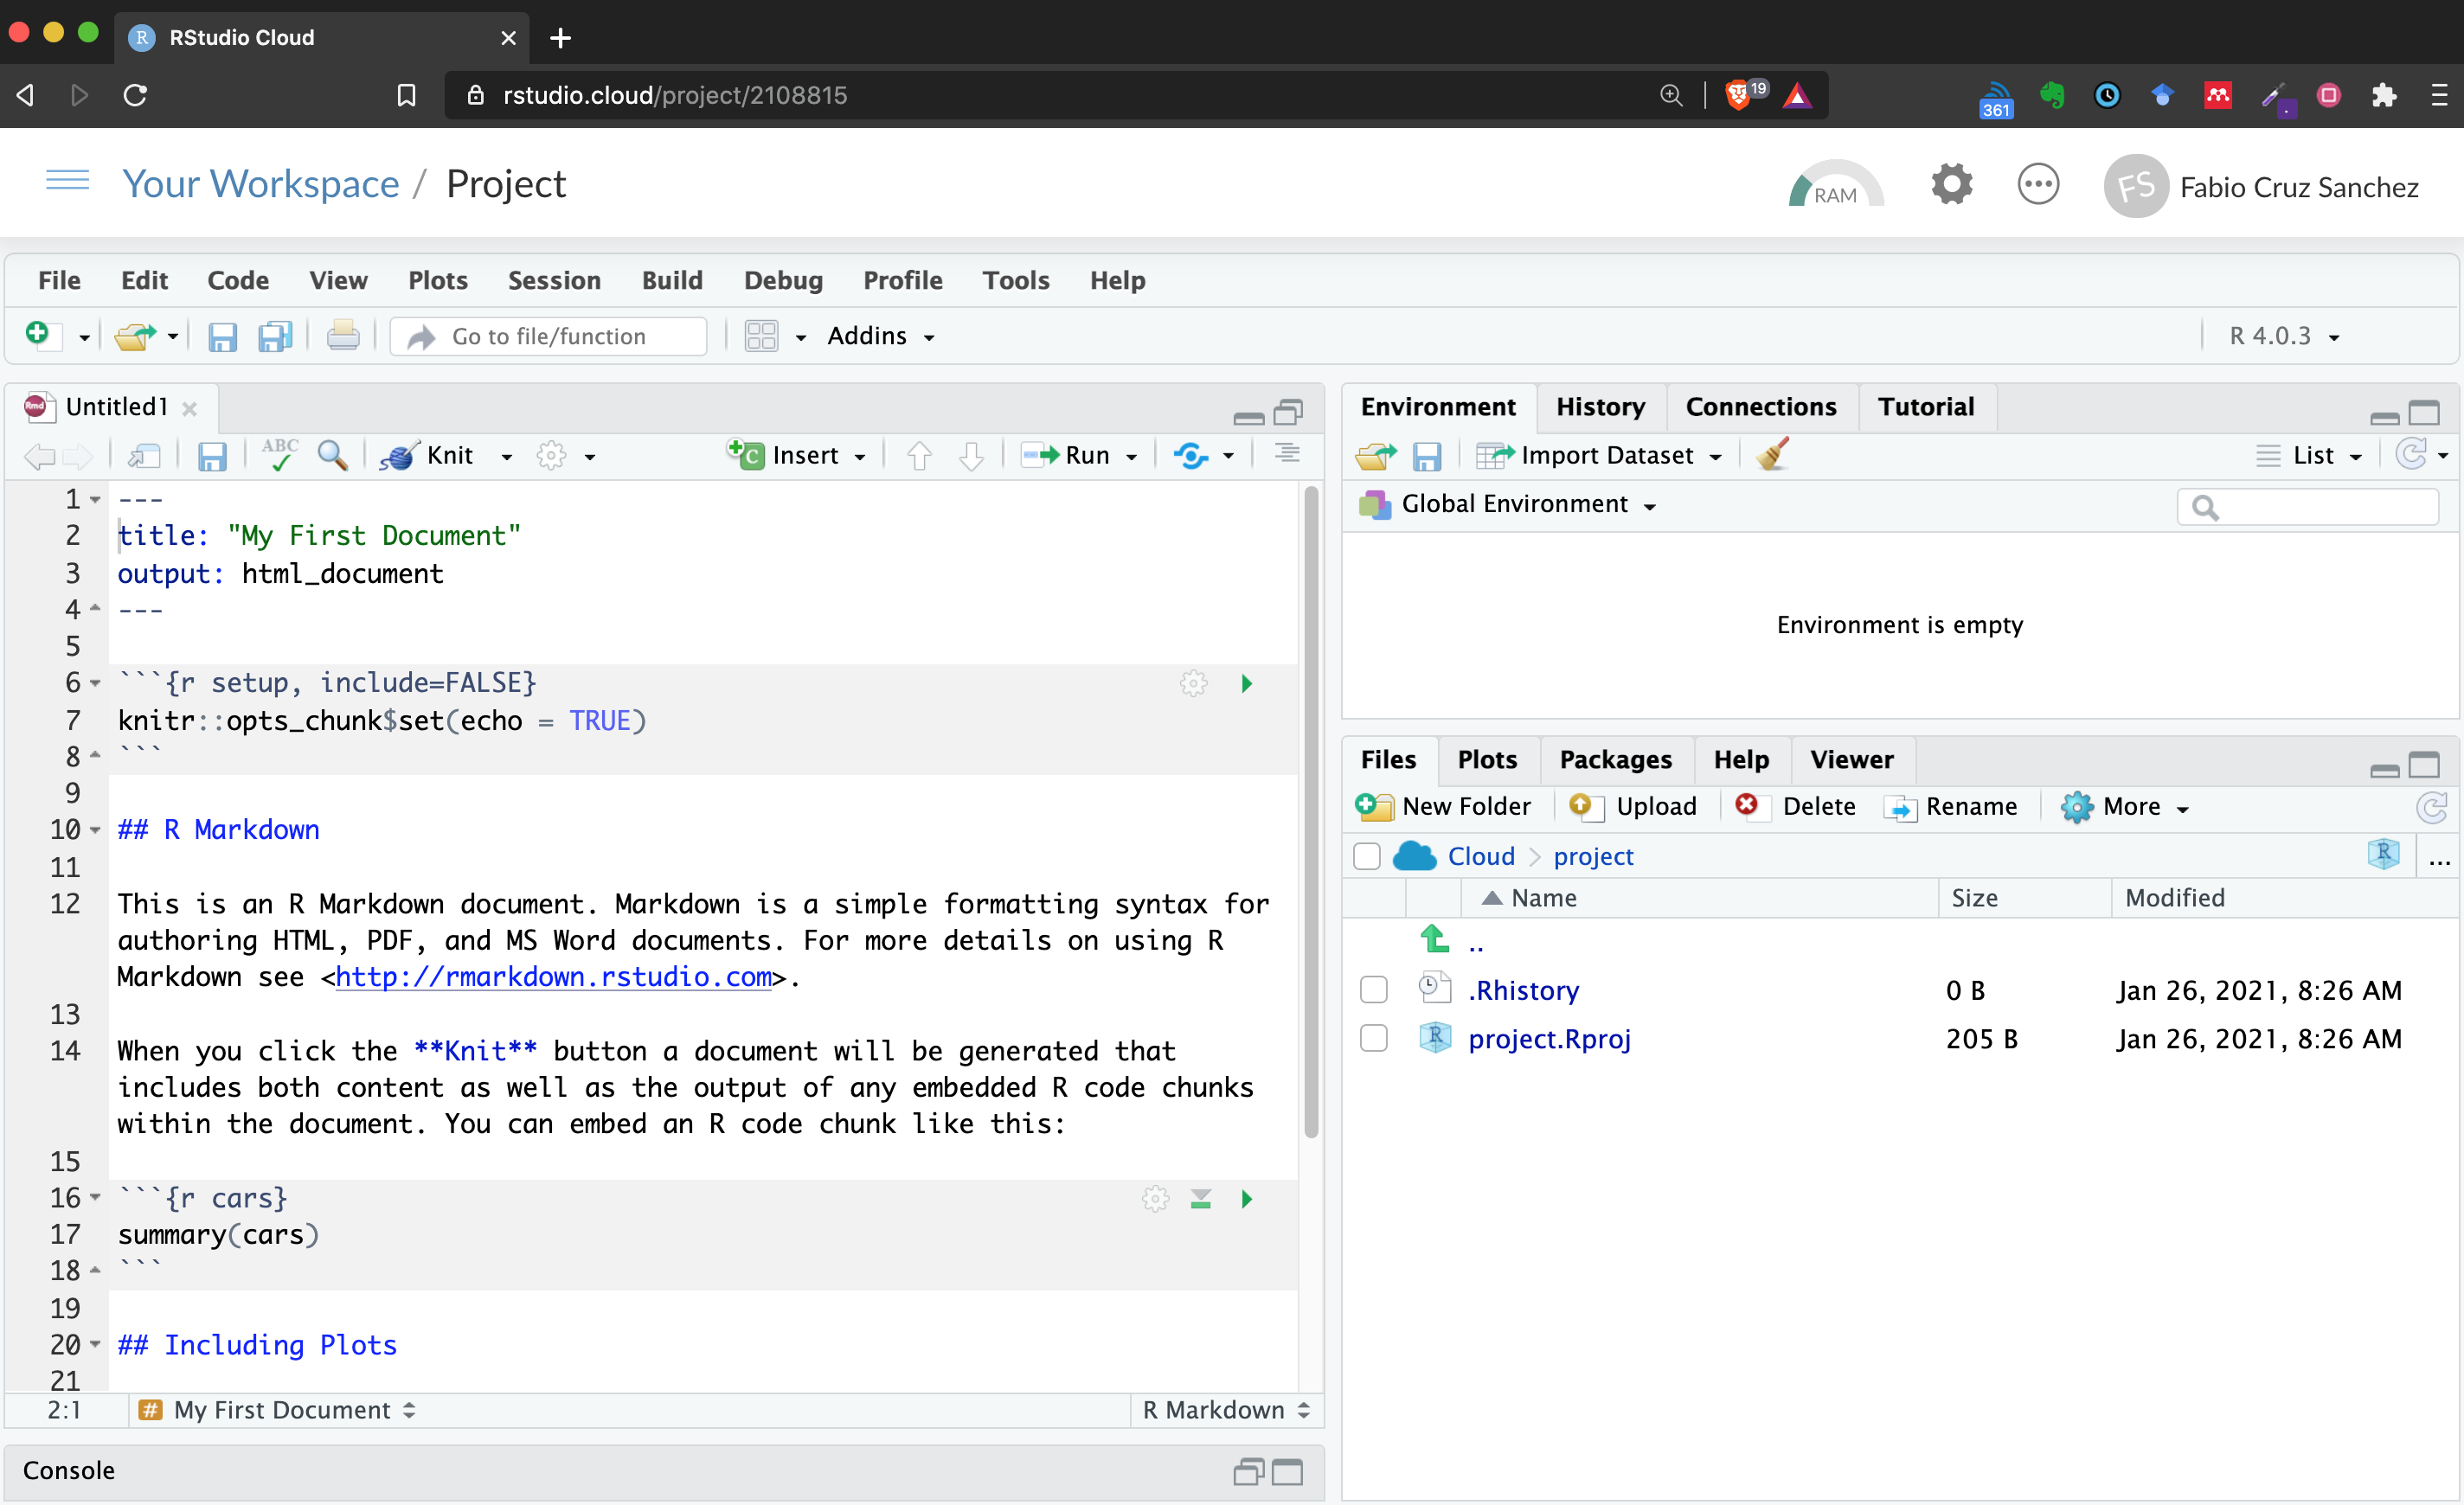 RStudio Cloud
rstudio.cloud/project/2108815
19
361
Your Workspace / Project
RAM
FS
Fabio Cruz Sanchez
File Edit Code View Plots Session Build Debug Profile Tools Help
Go to file/function
Addins
R 4.0.3
Rmd
Untitled1
ABC
Knit
Insert
Run
1 ---
2 title: "My First Document"
3 output: html_document
4 ---
5
6 ```{r setup, include=FALSE}
7 knitr::opts_chunk$set(echo = TRUE)
8 ```
9
10 ## R Markdown
11
12 This is an R Markdown document. Markdown is a simple formatting syntax for
authoring HTML, PDF, and MS Word documents. For more details on using R
Markdown see <http://rmarkdown.rstudio.com>.
13
14 When you click the **Knit** button a document will be generated that
includes both content as well as the output of any embedded R code chunks
within the document. You can embed an R code chunk like this:
15
16 ```{r cars}
17 summary(cars)
18 ```
19
20 ## Including Plots
21
2:1
# My First Document
R Markdown
Console
Environment History Connections Tutorial
Import Dataset
List
Global Environment
Environment is empty
Files Plots Packages Help Viewer
New Folder Upload Delete Rename More
Cloud > project
...
Name Size Modified
..
.Rhistory 0 B Jan 26, 2021, 8:26 AM
project.Rproj 205 B Jan 26, 2021, 8:26 AM